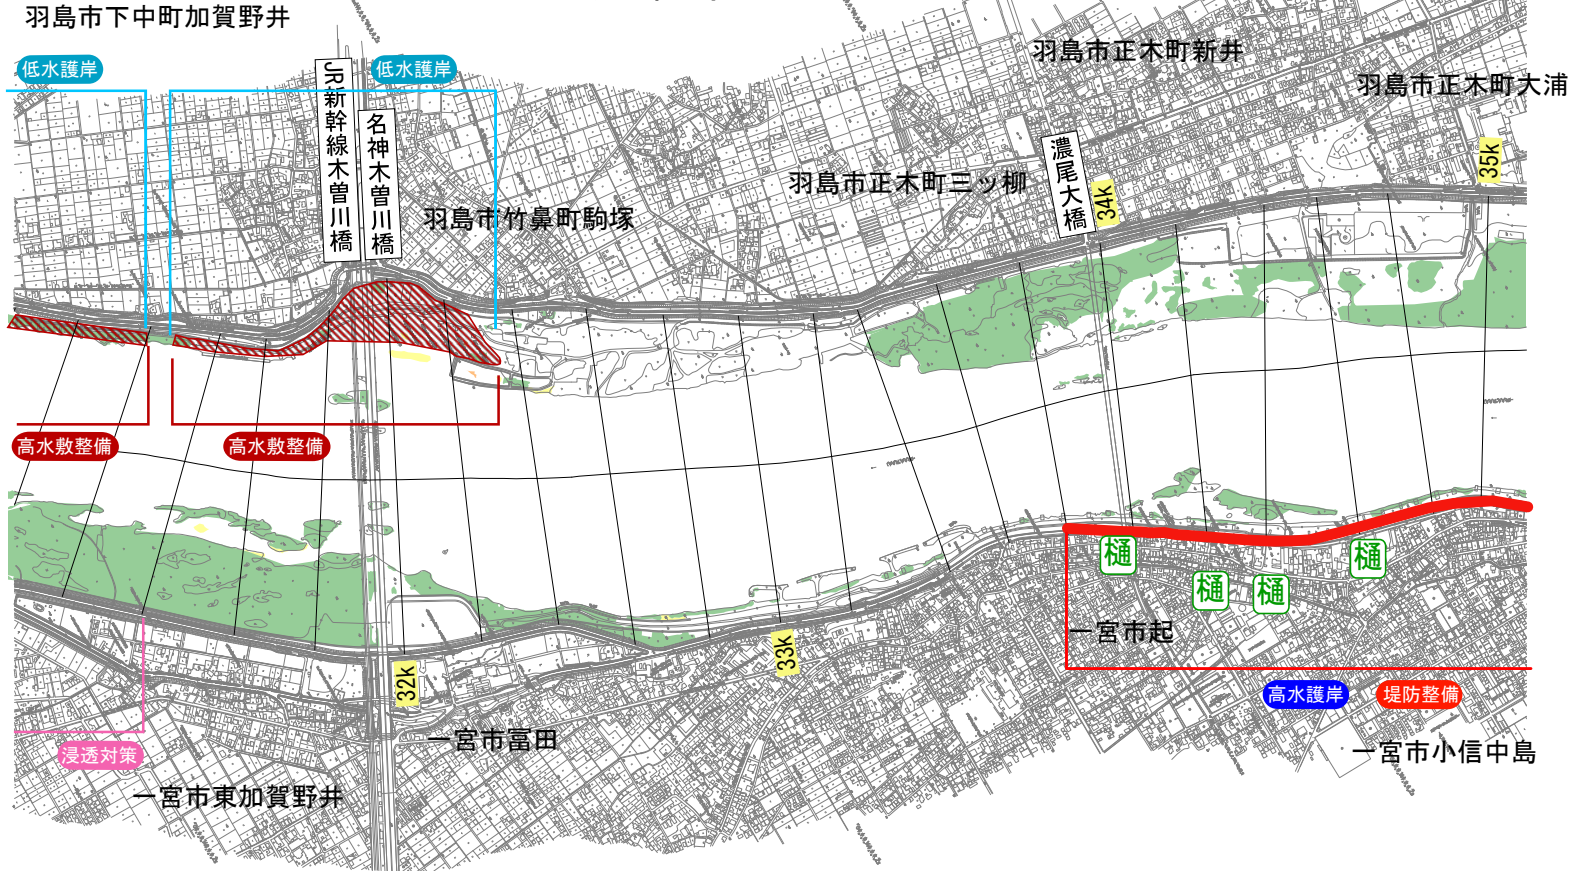 羽島市下中町加賀野井
羽島市正木町新井
低水護岸
低水護岸
羽島市正木町大浦
JR新幹線木曽川橋
名神木曽川橋
濃尾大橋
35k
羽島市正木町三ッ柳
34k
羽島市竹鼻町駒塚
高水敷整備
高水敷整備
樋
樋
樋
樋
一宮市起
33k
32k
高水護岸
堤防整備
一宮市富田
浸透対策
一宮市小信中島
一宮市東加賀野井